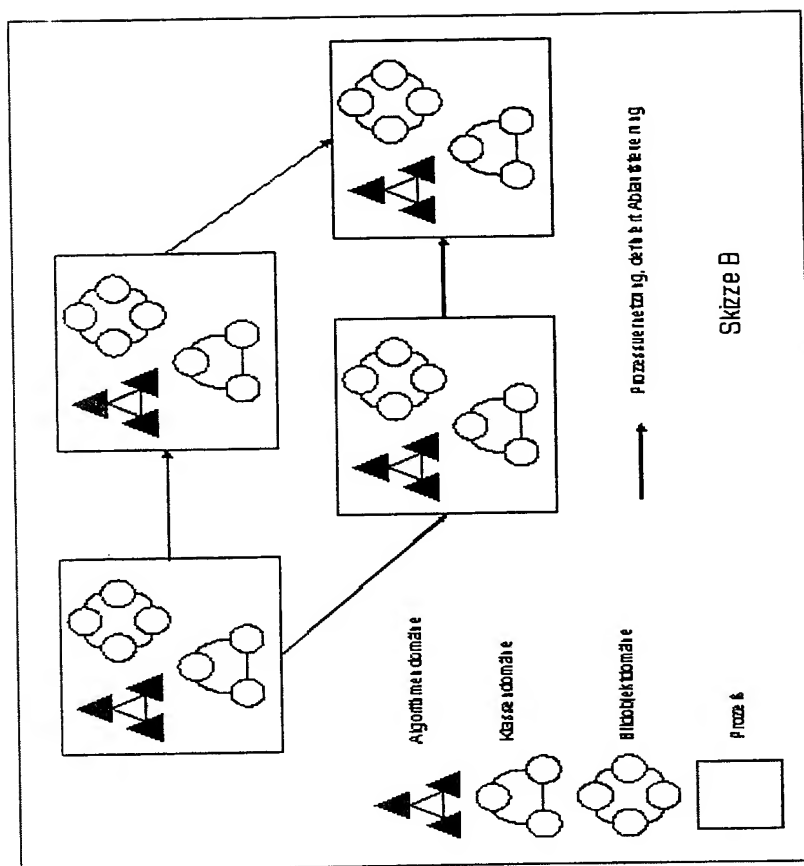 Algorithmendomäne
Klassendomäne
Bildobjektdomäne
Prozeß
Prozessvernetzung, definiert Ablaufsteuerung
Skizze B